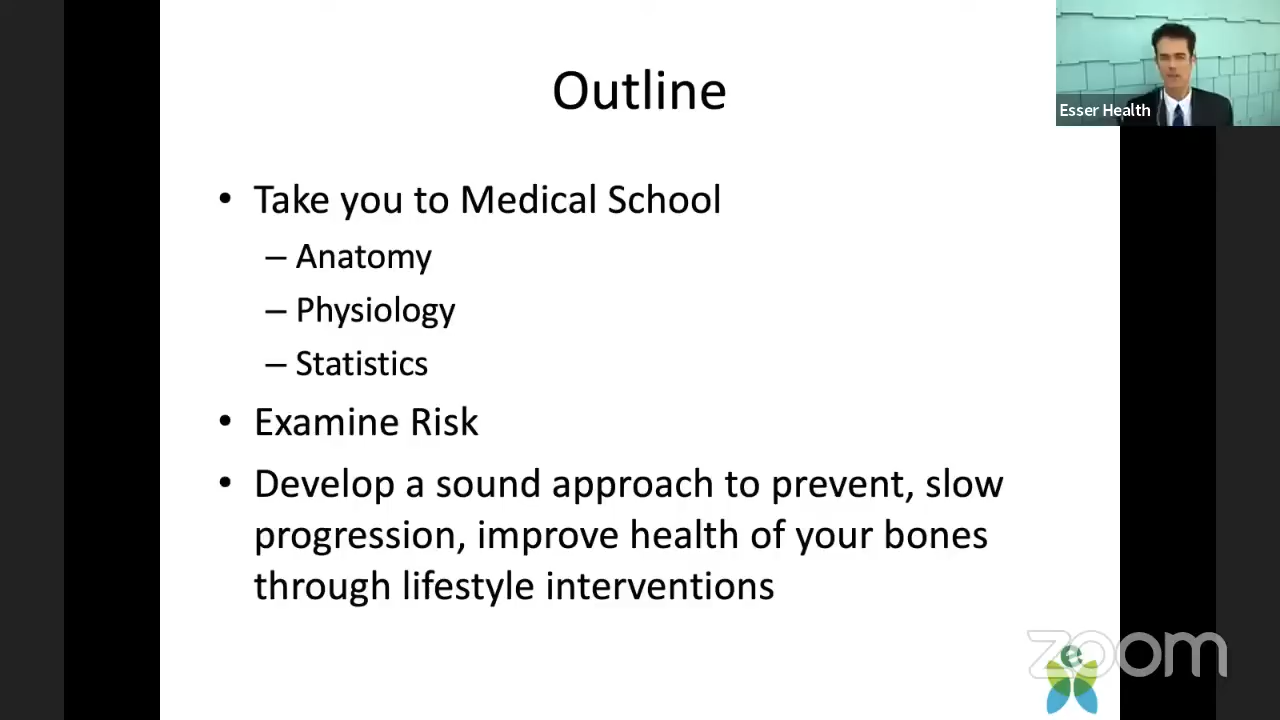 Outline
Esser Health
• Take you to Medical School
– Anatomy
– Physiology
– Statistics
• Examine Risk
• Develop a sound approach to prevent, slow
progression, improve health of your bones
through lifestyle interventions
zoom
e